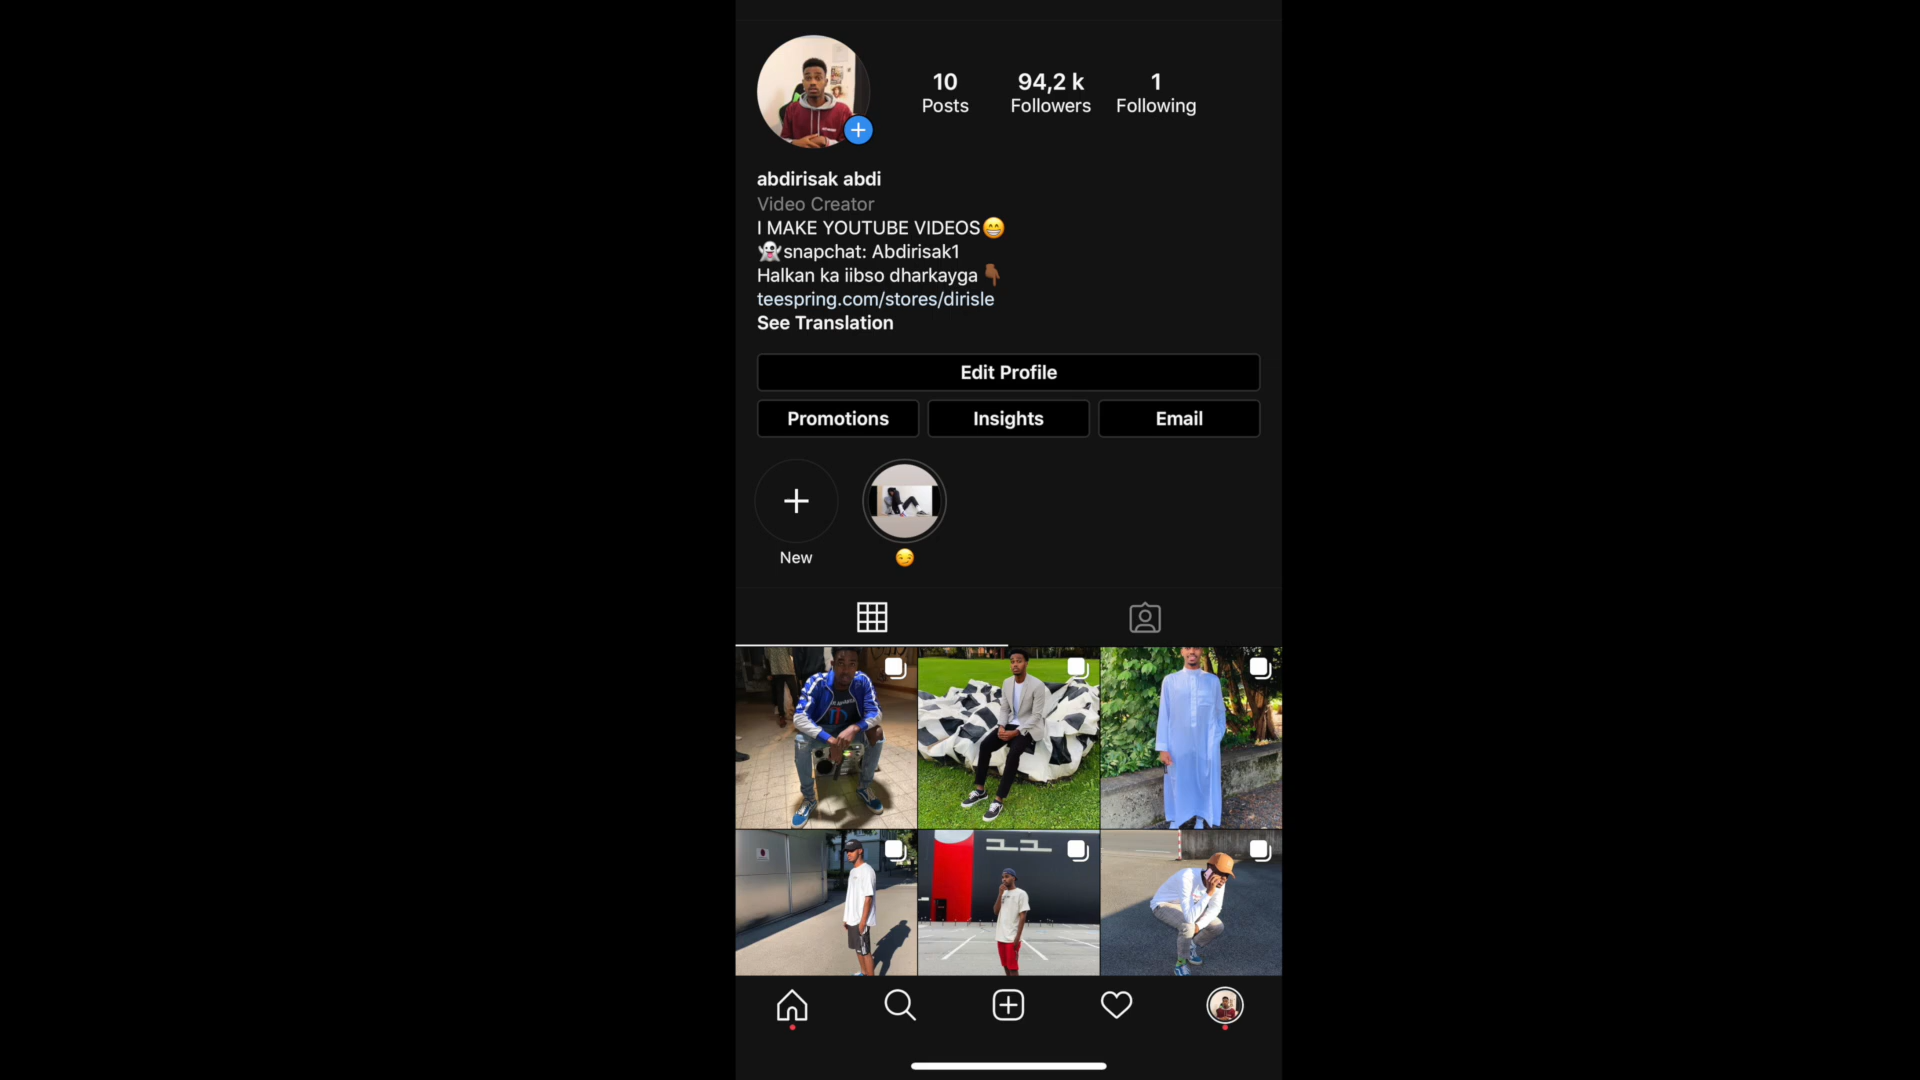 10
Posts
94,2 k
Followers
1
Following
abdirisak abdi
Video Creator
I MAKE YOUTUBE VIDEOS😁
👻snapchat: Abdirisak1
Halkan ka iibso dharkayga👇🏾
teespring.com/stores/dirisle
See Translation
Edit Profile
Promotions
Insights
Email
New
😏